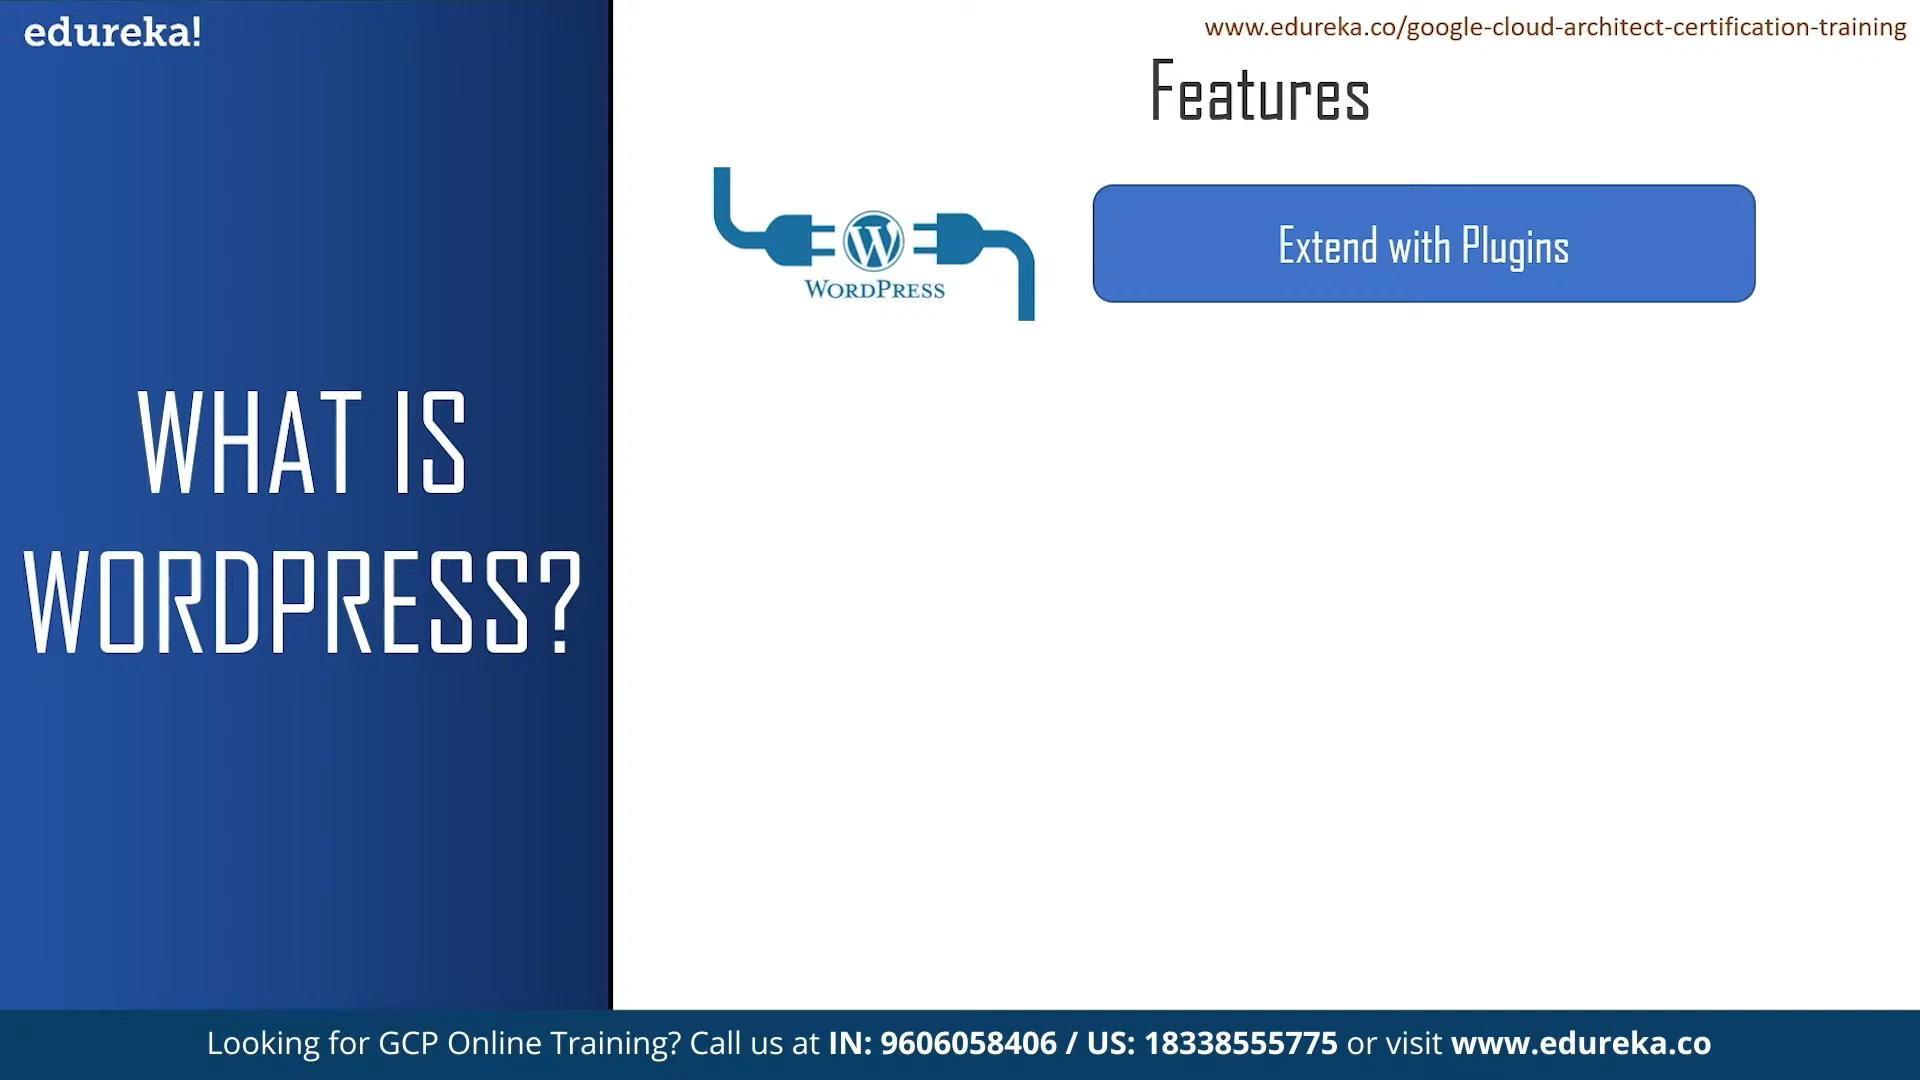 edureka!
www.edureka.co/google-cloud-architect-certification-training
Features
WORDPRESS
Extend with Plugins
WHAT IS
WORDPRESS?
Looking for GCP Online Training? Call us at IN: 9606058406 / US: 18338555775 or visit www.edureka.co